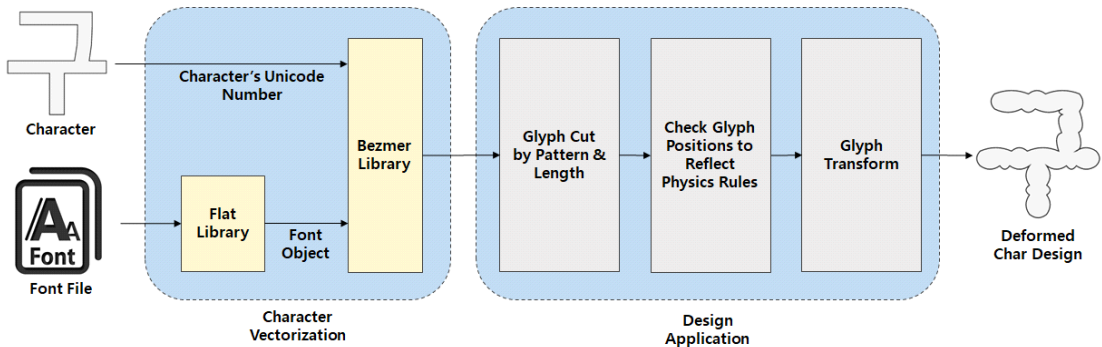 구
Character
Font
Font File
Character's Unicode
Number
Flat
Library
Font
Object
Bezmer
Library
Character
Vectorization
Glyph Cut
by Pattern &
Length
Check Glyph
Positions to
Reflect
Physics Rules
Glyph
Transform
Design
Application
구
Deformed
Char Design